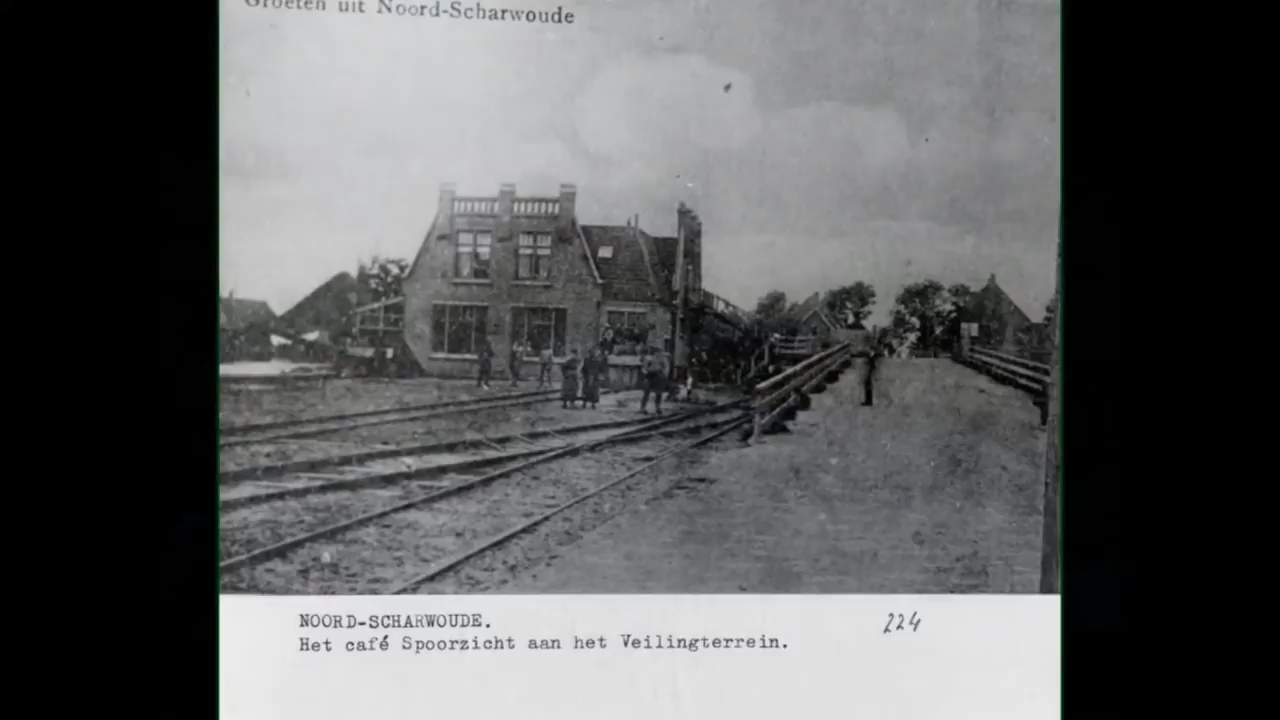 Groeten uit Noord-Scharwoude
NOORD-SCHARWOUDE.
224
Het café Spoorzicht aan het Veilingterrein.